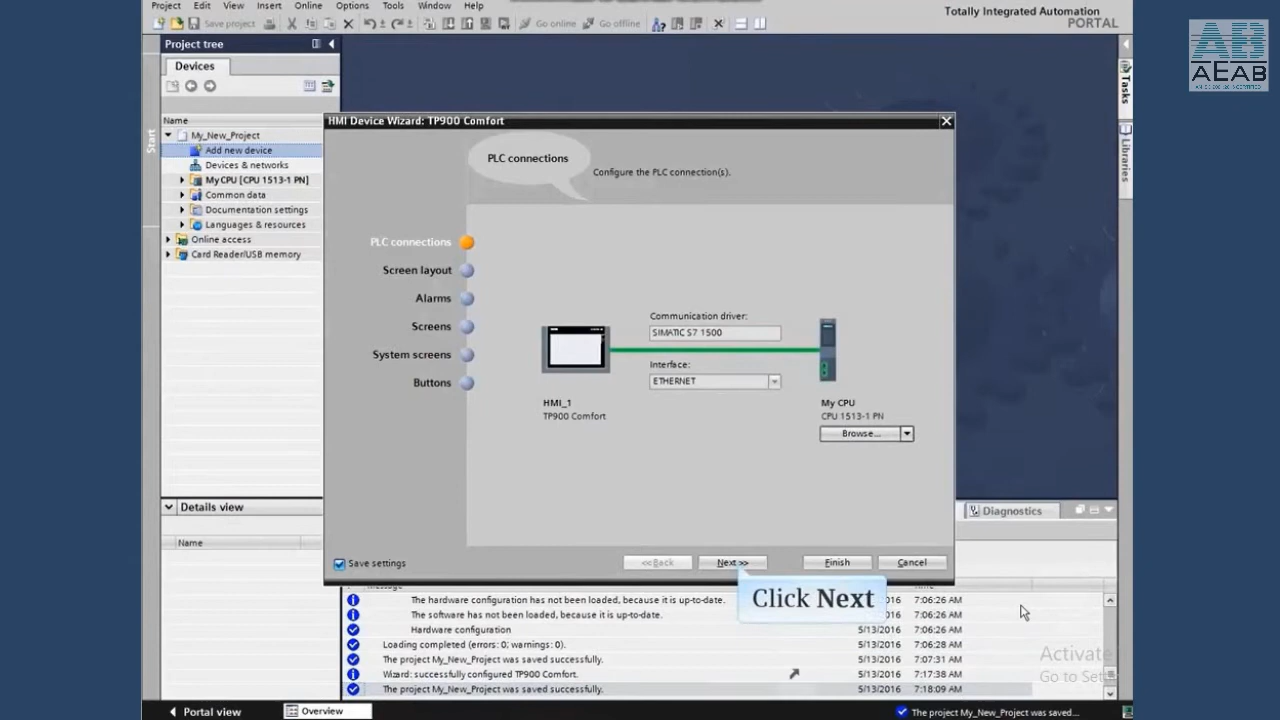 Project Edit View Insert Online Options Tools Window Help
Totally Integrated Automation
PORTAL
Save project
Go online
Go offline
AEAB
Project tree
Devices
Tasks
Libraries
Start
Name
My_New_Project
Add new device
Devices & networks
My CPU [CPU 1513-1 PN]
Common data
Documentation settings
Languages & resources
Online access
Card Reader/USB memory
HMI Device Wizard: TP900 Comfort
PLC connections
Configure the PLC connection(s).
PLC connections
Screen layout
Alarms
Screens
System screens
Buttons
Communication driver:
SIMATIC S7 1500
Interface:
ETHERNET
HMI_1
TP900 Comfort
My CPU
CPU 1513-1 PN
Browse...
Save settings
<<Back
Next>>
Finish
Cancel
Click Next
Details view
Name
Diagnostics
Message
Time
The hardware configuration has not been loaded, because it is up-to-date. 7:06:26 AM
The software has not been loaded, because it is up-to-date. 5/13/2016 7:06:26 AM
Hardware configuration 5/13/2016 7:06:26 AM
Loading completed (errors: 0; warnings: 0). 5/13/2016 7:06:28 AM
The project My_New_Project was saved successfully. 5/13/2016 7:07:31 AM
Wizard: successfully configured TP900 Comfort. 5/13/2016 7:17:38 AM
The project My_New_Project was saved successfully. 5/13/2016 7:18:09 AM
Activate
Go to
Portal view
Overview
The project My_New_Project was saved...